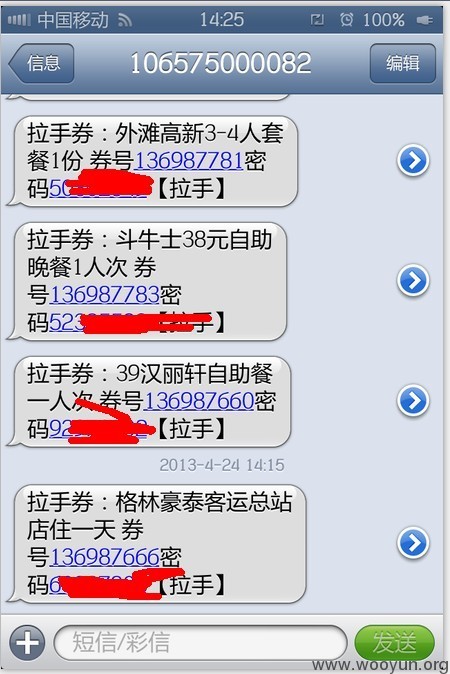 中国移动 14:25 100%
信息 106575000082 编辑
拉手券：外滩高新3-4人套
餐1份 券号136987781密
码50 【拉手】
拉手券：斗牛士38元自助
晚餐1人次 券
号136987783密
码523 手】
拉手券：39汉丽轩自助餐
一人次 券号136987660密
码92 【拉手】
2013-4-24 14:15
拉手券：格林豪泰客运总站
店住一天 券
号136987666密
码6 【拉手】
短信/彩信 发送
www.wooyun.org